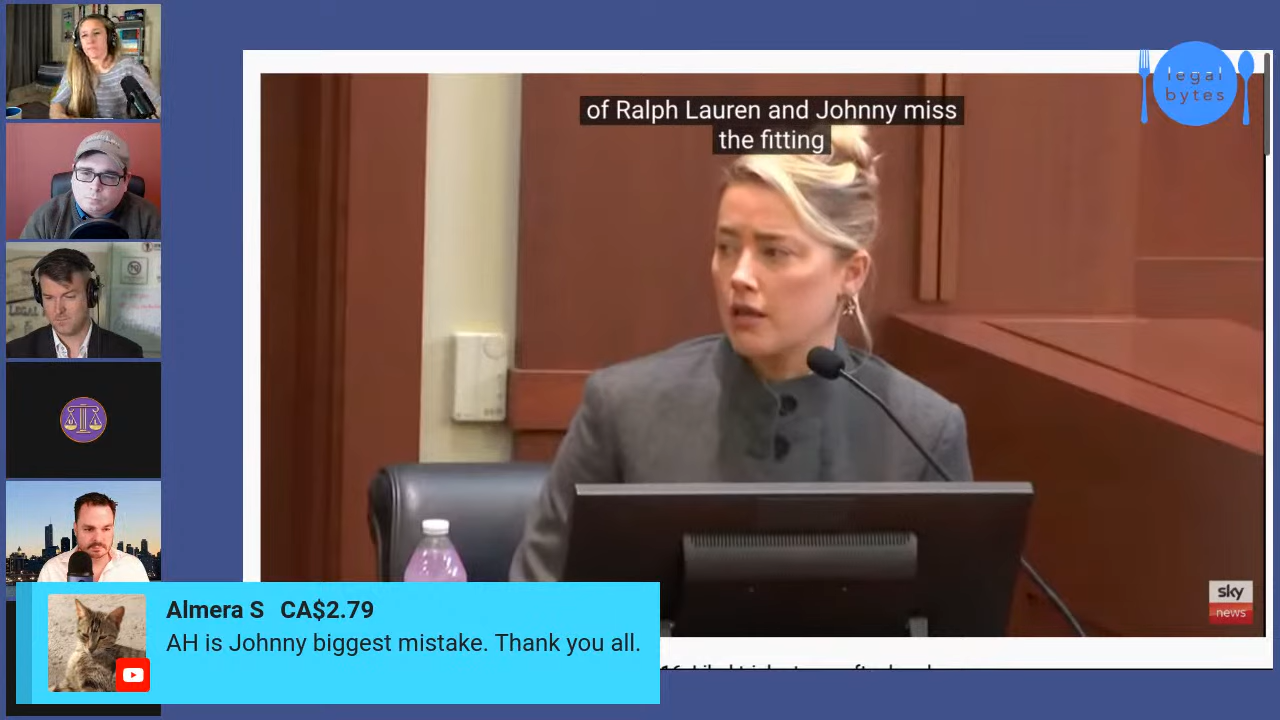 legal
bytes
of Ralph Lauren and Johnny miss
the fitting
sky
news
Almera S CA$2.79
AH is Johnny biggest mistake. Thank you all.